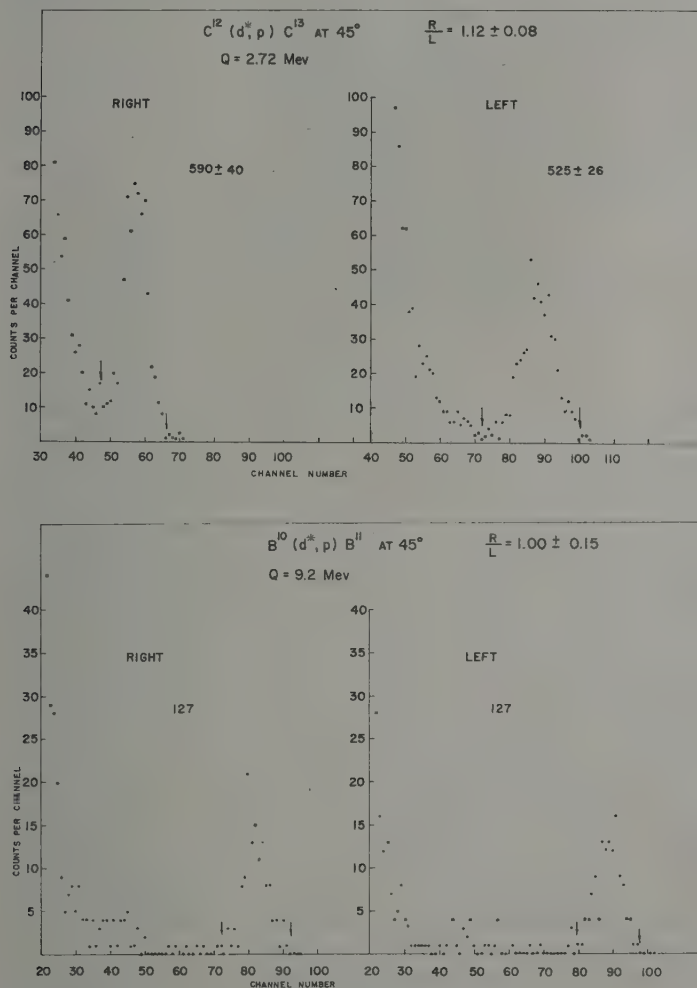 C¹² (d*, p) C¹³ AT 45° R/L = 1.12 ± 0.08
Q = 2.72 Mev
RIGHT
LEFT
590 ± 40
525 ± 26
COUNTS PER CHANNEL
100
90
80
70
60
50
40
30
20
10
100
90
80
70
60
50
40
30
20
10
30 40 50 60 70 80 90 100
40 50 60 70 80 90 100 110
CHANNEL NUMBER
B¹⁰ (d*, p) B¹¹ AT 45° R/L = 1.00 ± 0.15
Q = 9.2 Mev
RIGHT
LEFT
127
127
COUNTS PER CHANNEL
40
35
30
25
20
15
10
5
40
35
30
25
20
15
10
5
20 30 40 50 60 70 80 90 100
20 30 40 50 60 70 80 90 100
CHANNEL NUMBER